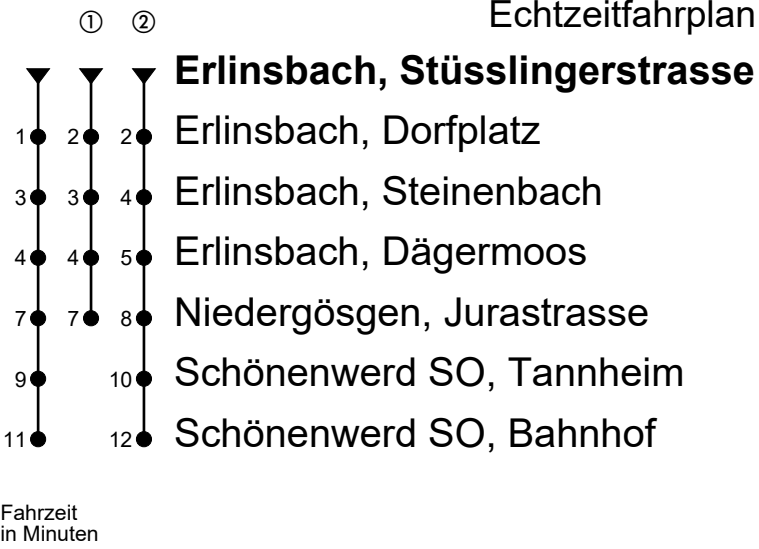 ① ② Echtzeitfahrplan
Erlinsbach, Stüsslingerstrasse
1 2 2 Erlinsbach, Dorfplatz
3 3 4 Erlinsbach, Steinenbach
4 4 5 Erlinsbach, Dägermoos
7 7 8 Niedergösgen, Jurastrasse
9 10 Schönenwerd SO, Tannheim
11 12 Schönenwerd SO, Bahnhof
Fahrzeit
in Minuten